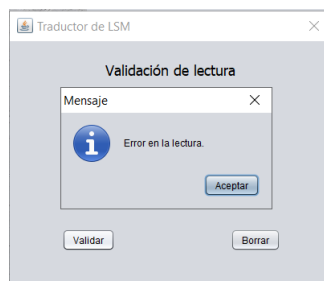 Traductor de LSM
Validación de lectura
Mensaje
Error en la lectura.
Aceptar
Validar
Borrar